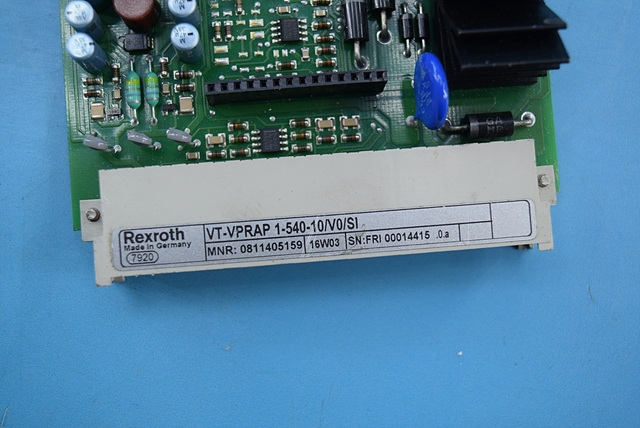 Rexroth
Made in Germany
7920
VT-VPRAP 1-540-10/V0/SI
MNR: 0811405159
16W03
SN:FRI 00014415 .0.a